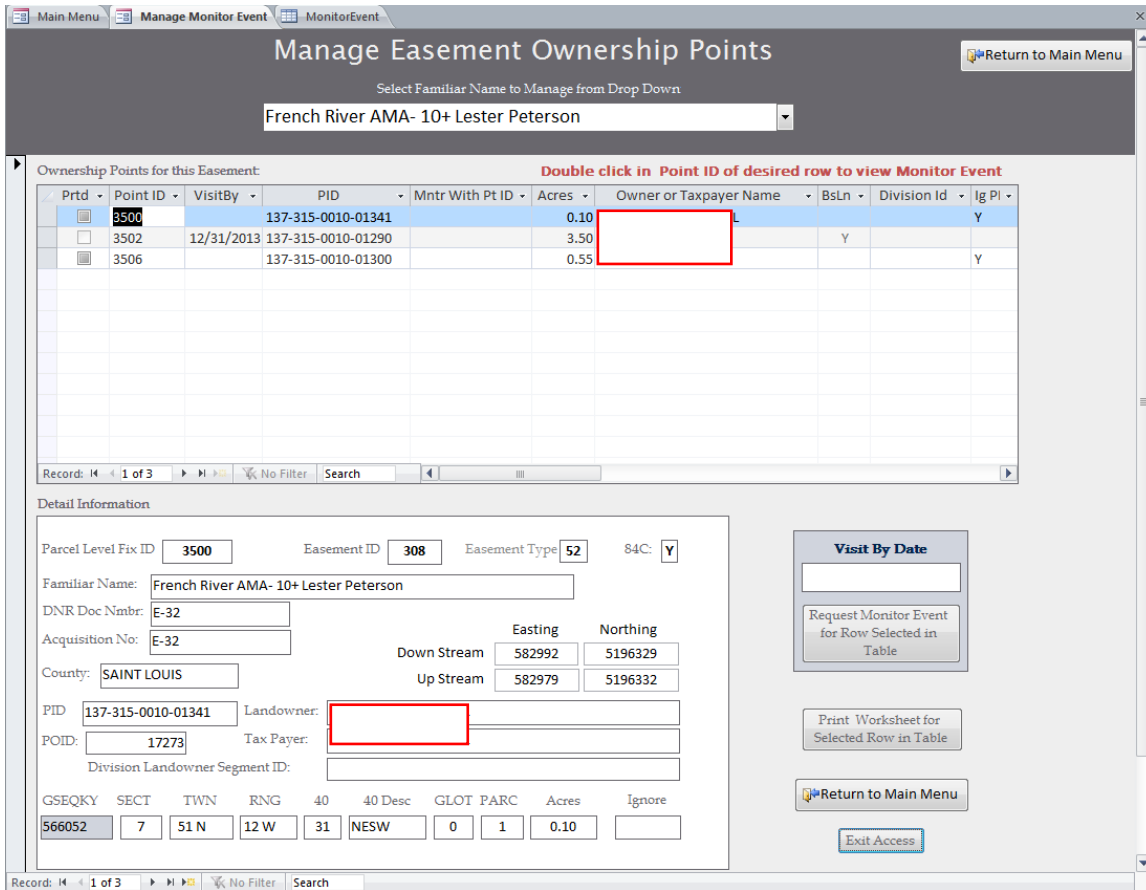 Main Menu Manage Monitor Event MonitorEvent
Manage Easement Ownership Points
Return to Main Menu
Select Familiar Name to Manage from Drop Down
French River AMA- 10+ Lester Peterson
Ownership Points for this Easement: Double click in Point ID of desired row to view Monitor Event
Prtd Point ID VisitBy PID Mntr With Pt ID Acres Owner or Taxpayer Name BsLn Division Id Ig Pl
3500 137-315-0010-01341 0.10 L Y
3502 12/31/2013 137-315-0010-01290 3.50 Y
3506 137-315-0010-01300 0.55 Y
Record: 1 of 3 No Filter Search
Detail Information
Parcel Level Fix ID 3500 Easement ID 308 Easement Type 52 84C: Y
Familiar Name: French River AMA- 10+ Lester Peterson
DNR Doc Nmbr: E-32
Acquisition No: E-32
Easting Northing
Down Stream 582992 5196329
Up Stream 582979 5196332
County: SAINT LOUIS
PID 137-315-0010-01341 Landowner:
POID: 17273 Tax Payer:
Division Landowner Segment ID:
GSEQKY SECT TWN RNG 40 40 Desc GLOT PARC Acres Ignore
566052 7 51 N 12 W 31 NESW 0 1 0.10
Visit By Date
Request Monitor Event
for Row Selected in
Table
Print Worksheet for
Selected Row in Table
Return to Main Menu
Exit Access
Record: 1 of 3 No Filter Search